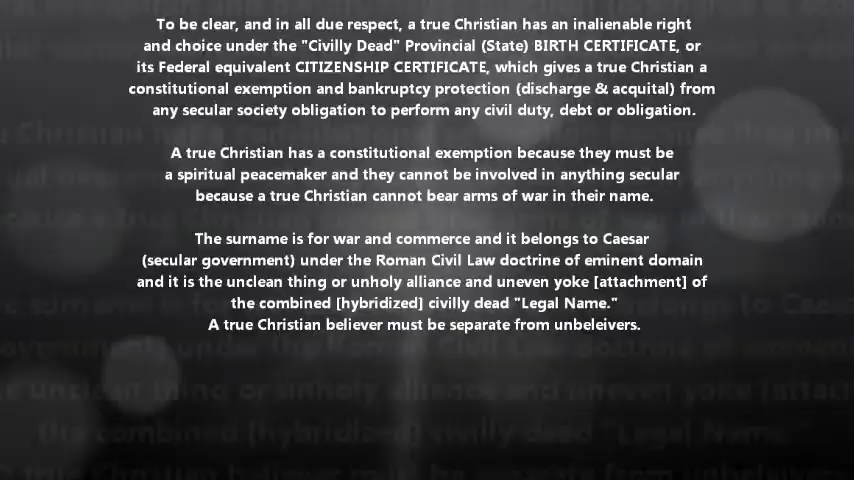 To be clear, and in all due respect, a true Christian has an inalienable right
and choice under the "Civilly Dead" Provincial (State) BIRTH CERTIFICATE, or
its Federal equivalent CITIZENSHIP CERTIFICATE, which gives a true Christian a
constitutional exemption and bankruptcy protection (discharge & acquital) from
any secular society obligation to perform any civil duty, debt or obligation.
A true Christian has a constitutional exemption because they must be
a spiritual peacemaker and they cannot be involved in anything secular
because a true Christian cannot bear arms of war in their name.
The surname is for war and commerce and it belongs to Caesar
(secular government) under the Roman Civil Law doctrine of eminent domain
and it is the unclean thing or unholy alliance and uneven yoke [attachment] of
the combined [hybridized] civilly dead "Legal Name."
A true Christian believer must be separate from unbeleivers.